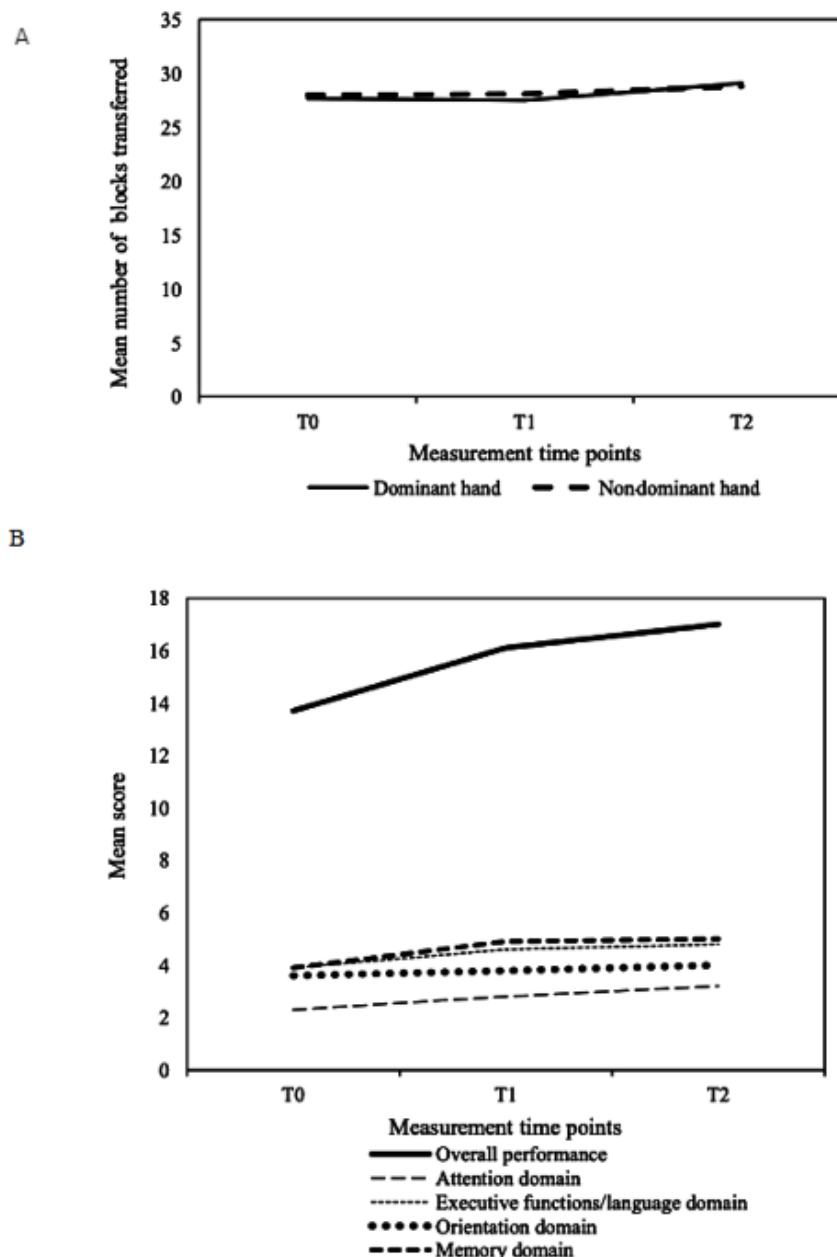 A
35
30
25
20
15
10
5
0
Mean number of blocks transferred
T0 T1 T2
Measurement time points
Dominant hand Non-dominant hand
B
18
16
14
12
10
8
6
4
2
0
Mean score
T0 T1 T2
Measurement time points
Overall performance
Attention domain
Executive functions/language domain
Orientation domain
Memory domain